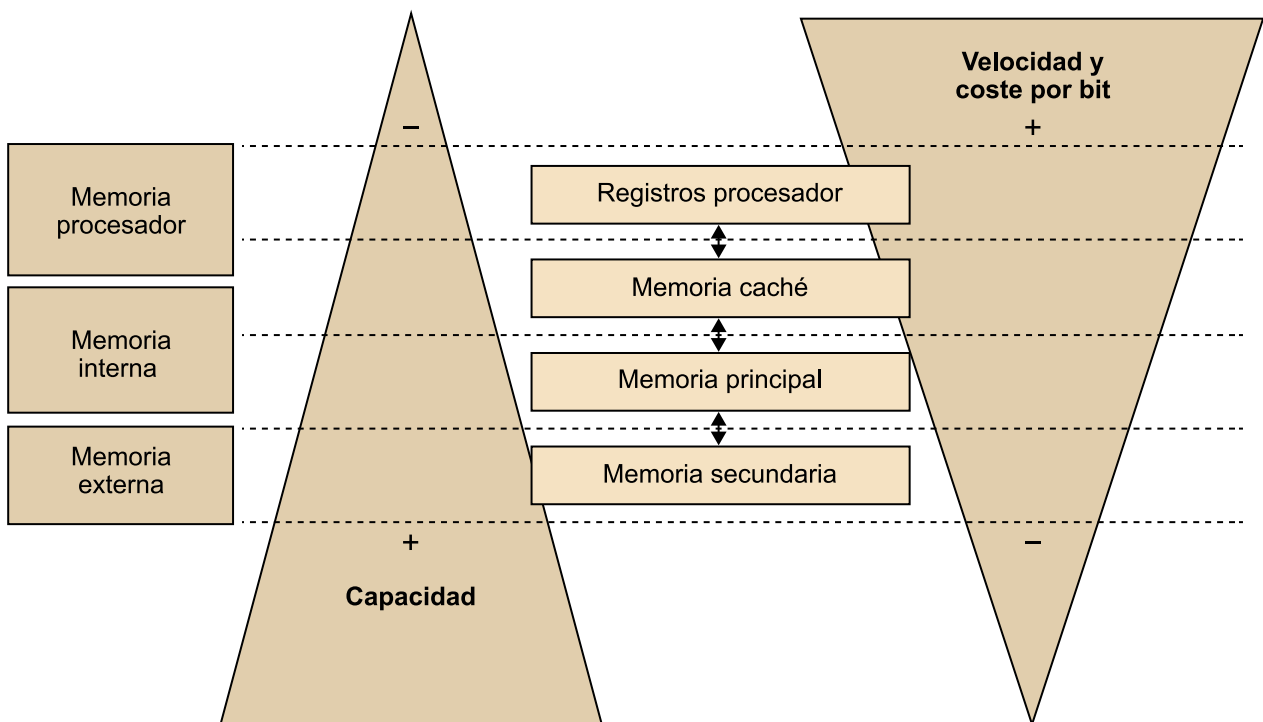 Velocidad y
coste por bit
–
+
Memoria
procesador
Registros procesador
Memoria caché
Memoria
interna
Memoria principal
Memoria
externa
Memoria secundaria
+
–
Capacidad